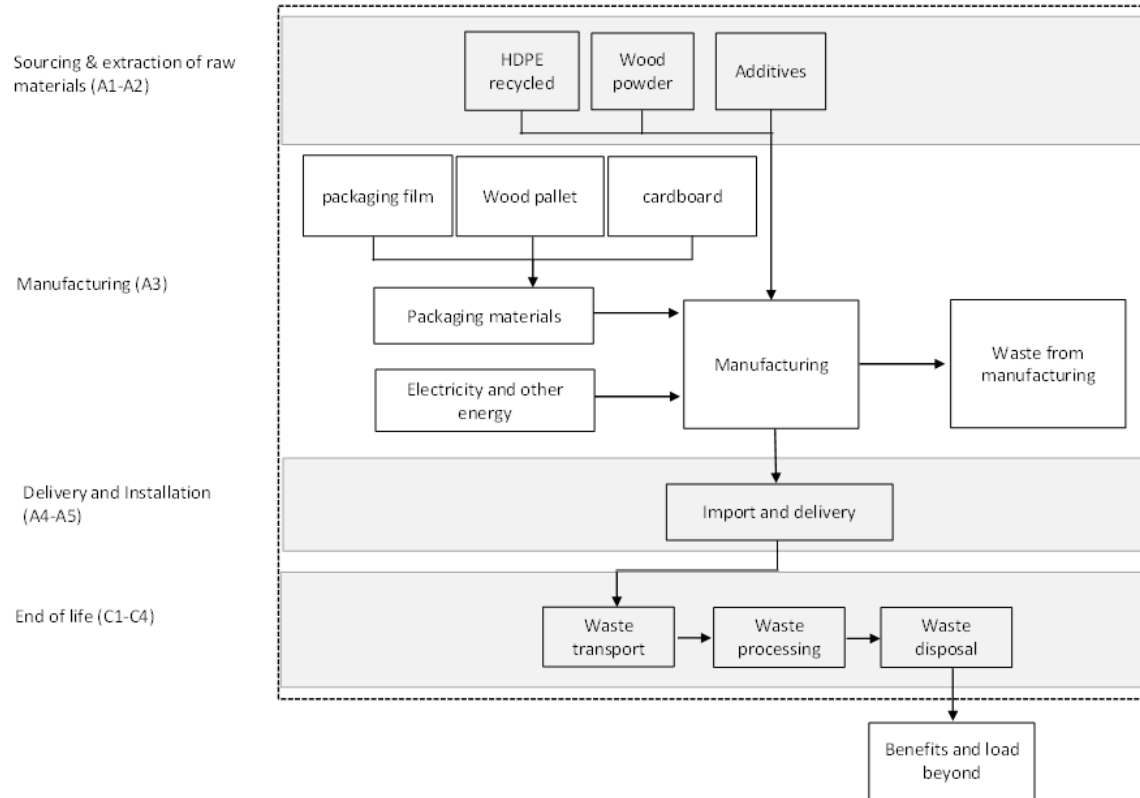 Sourcing & extraction of raw
materials (A1-A2)
HDPE
recycled
Wood
powder
Additives
packaging film
Wood pallet
cardboard
Manufacturing (A3)
Packaging materials
Manufacturing
Waste from
manufacturing
Electricity and other
energy
Delivery and Installation
(A4-A5)
Import and delivery
End of life (C1-C4)
Waste
transport
Waste
processing
Waste
disposal
Benefits and load
beyond